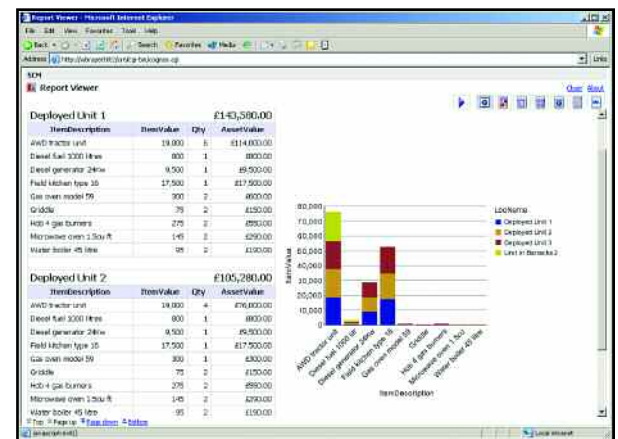 Report Viewer - Microsoft Internet Explorer
File Edit View Favorites Tools Help
Back Search Favorites Media
Address Links
SCM
Report Viewer
Close About
Deployed Unit 1 £143,580.00
ItemDescription ItemValue Qty AssetValue
AWD tractor unit 19,000 6 £114,000.00
Diesel fuel 1000 litres 800 1 £800.00
Diesel generator 24kw 9,500 1 £9,500.00
Field kitchen type 16 17,500 1 £17,500.00
Gas oven model 59 300 2 £600.00
Griddle 75 2 £150.00
Hob 4 gas burners 275 2 £550.00
Microwave oven 1.5cu ft 145 2 £290.00
Water boiler 45 litre 95 2 £190.00
Deployed Unit 2 £105,280.00
ItemDescription ItemValue Qty AssetValue
AWD tractor unit 19,000 4 £76,000.00
Diesel fuel 1000 litres 800 1 £800.00
Diesel generator 24kw 9,500 1 £9,500.00
Field kitchen type 16 17,500 1 £17,500.00
Gas oven model 59 300 1 £300.00
Griddle 75 2 £150.00
Hob 4 gas burners 275 2 £550.00
Microwave oven 1.5cu ft 145 2 £290.00
Water boiler 45 litre 95 2 £190.00
Top Page up Page down Bottom
80,000
70,000
60,000
50,000
40,000
30,000
20,000
10,000
0
ItemValue
AWD tractor unit
Diesel fuel 1000 litr
Diesel generator 24kw
Field kitchen type 16
Gas oven model 59
Griddle
Hob 4 gas burners
Microwave oven 1.5cu
Water boiler 45 litre
ItemDescription
LocName
Deployed Unit 1
Deployed Unit 2
Deployed Unit 3
Unit in Barracks 2
Local intranet